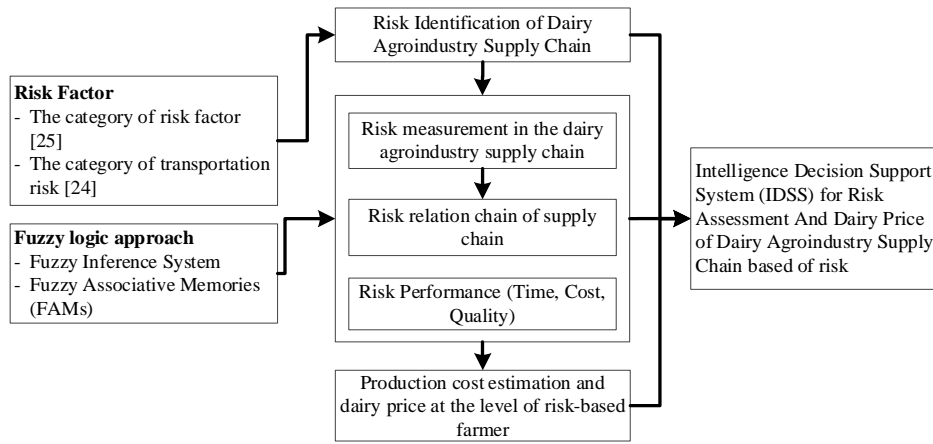 Risk Identification of Dairy
Agroindustry Supply Chain
Risk Factor
- The category of risk factor
[25]
- The category of transportation
risk [24]
Fuzzy logic approach
- Fuzzy Inference System
- Fuzzy Associative Memories
(FAMs)
Risk measurement in the dairy
agroindustry supply chain
Risk relation chain of supply
chain
Risk Performance (Time, Cost,
Quality)
Production cost estimation and
dairy price at the level of risk-based
farmer
Intelligence Decision Support
System (IDSS) for Risk
Assessment And Dairy Price
of Dairy Agroindustry Supply
Chain based of risk